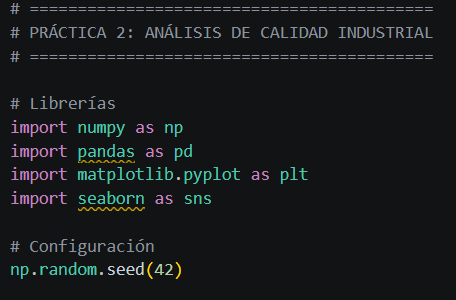 # ==========================================
# PRÁCTICA 2: ANÁLISIS DE CALIDAD INDUSTRIAL
# ==========================================
# Librerías
import numpy as np
import pandas as pd
import matplotlib.pyplot as plt
import seaborn as sns
# Configuración
np.random.seed(42)